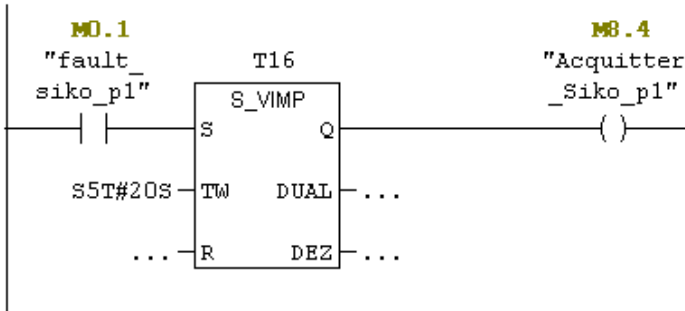 M0.1
"fault_
siko_p1"
T16
S_VIMP
S
Q
S5T#20S
TW
DUAL
...
...
R
DEZ
...
M8.4
"Acquitter
_Siko_p1"
( )